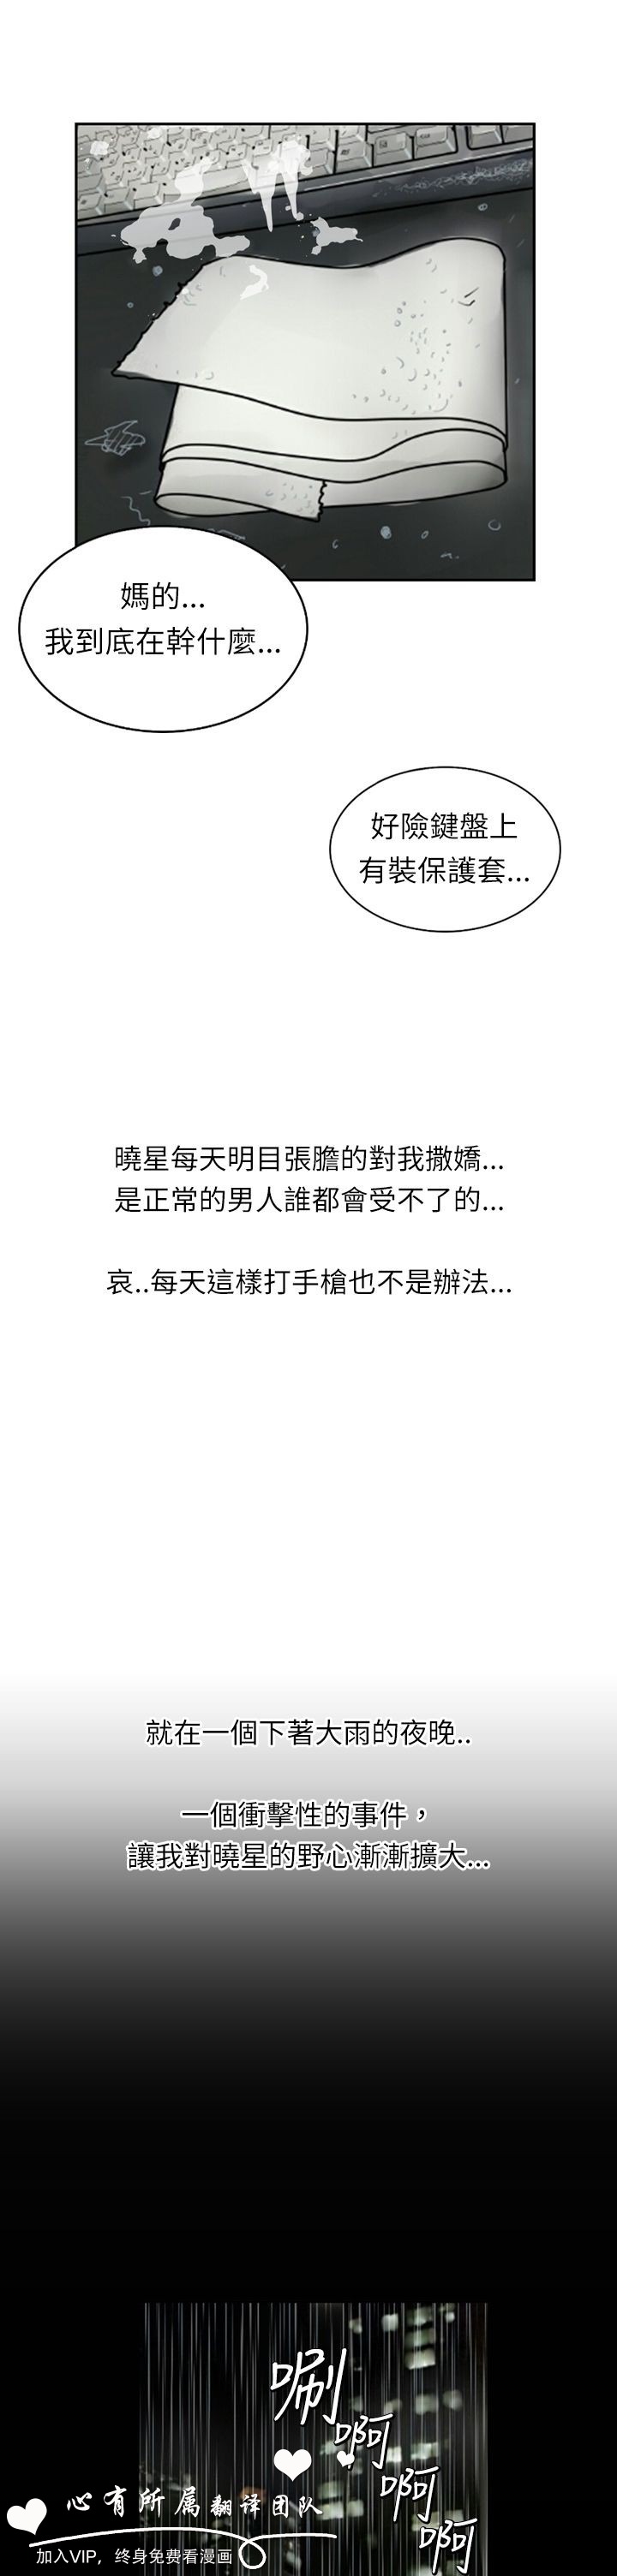 媽的...
我到底在幹什麼...
好險鍵盤上
有裝保護套...
曉星每天明目張膽的對我撒嬌...
是正常的男人誰都會受不了的...
哀..每天這樣打手槍也不是辦法...
就在一個下著大雨的夜晚..
一個衝擊性的事件，
讓我對曉星的野心漸漸擴大...
唰
啊
啊
啊
心有所属翻译团队
加入VIP，终身免费看漫画